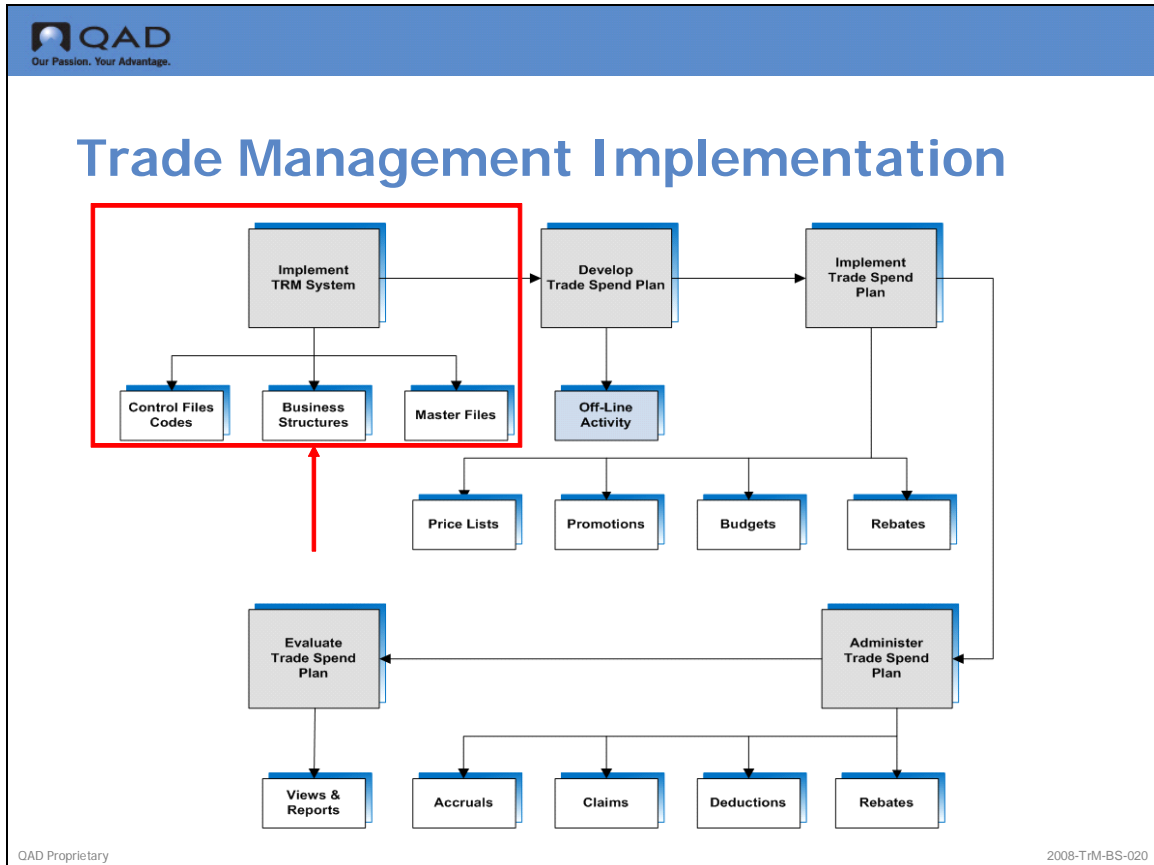 QAD
Our Passion. Your Advantage.
Trade Management Implementation
Implement
TRM System
Develop
Trade Spend Plan
Implement
Trade Spend
Plan
Control Files
Codes
Business
Structures
Master Files
Off-Line
Activity
Price Lists
Promotions
Budgets
Rebates
Evaluate
Trade Spend
Plan
Administer
Trade Spend
Plan
Views &
Reports
Accruals
Claims
Deductions
Rebates
QAD Proprietary
2008-TrM-BS-020